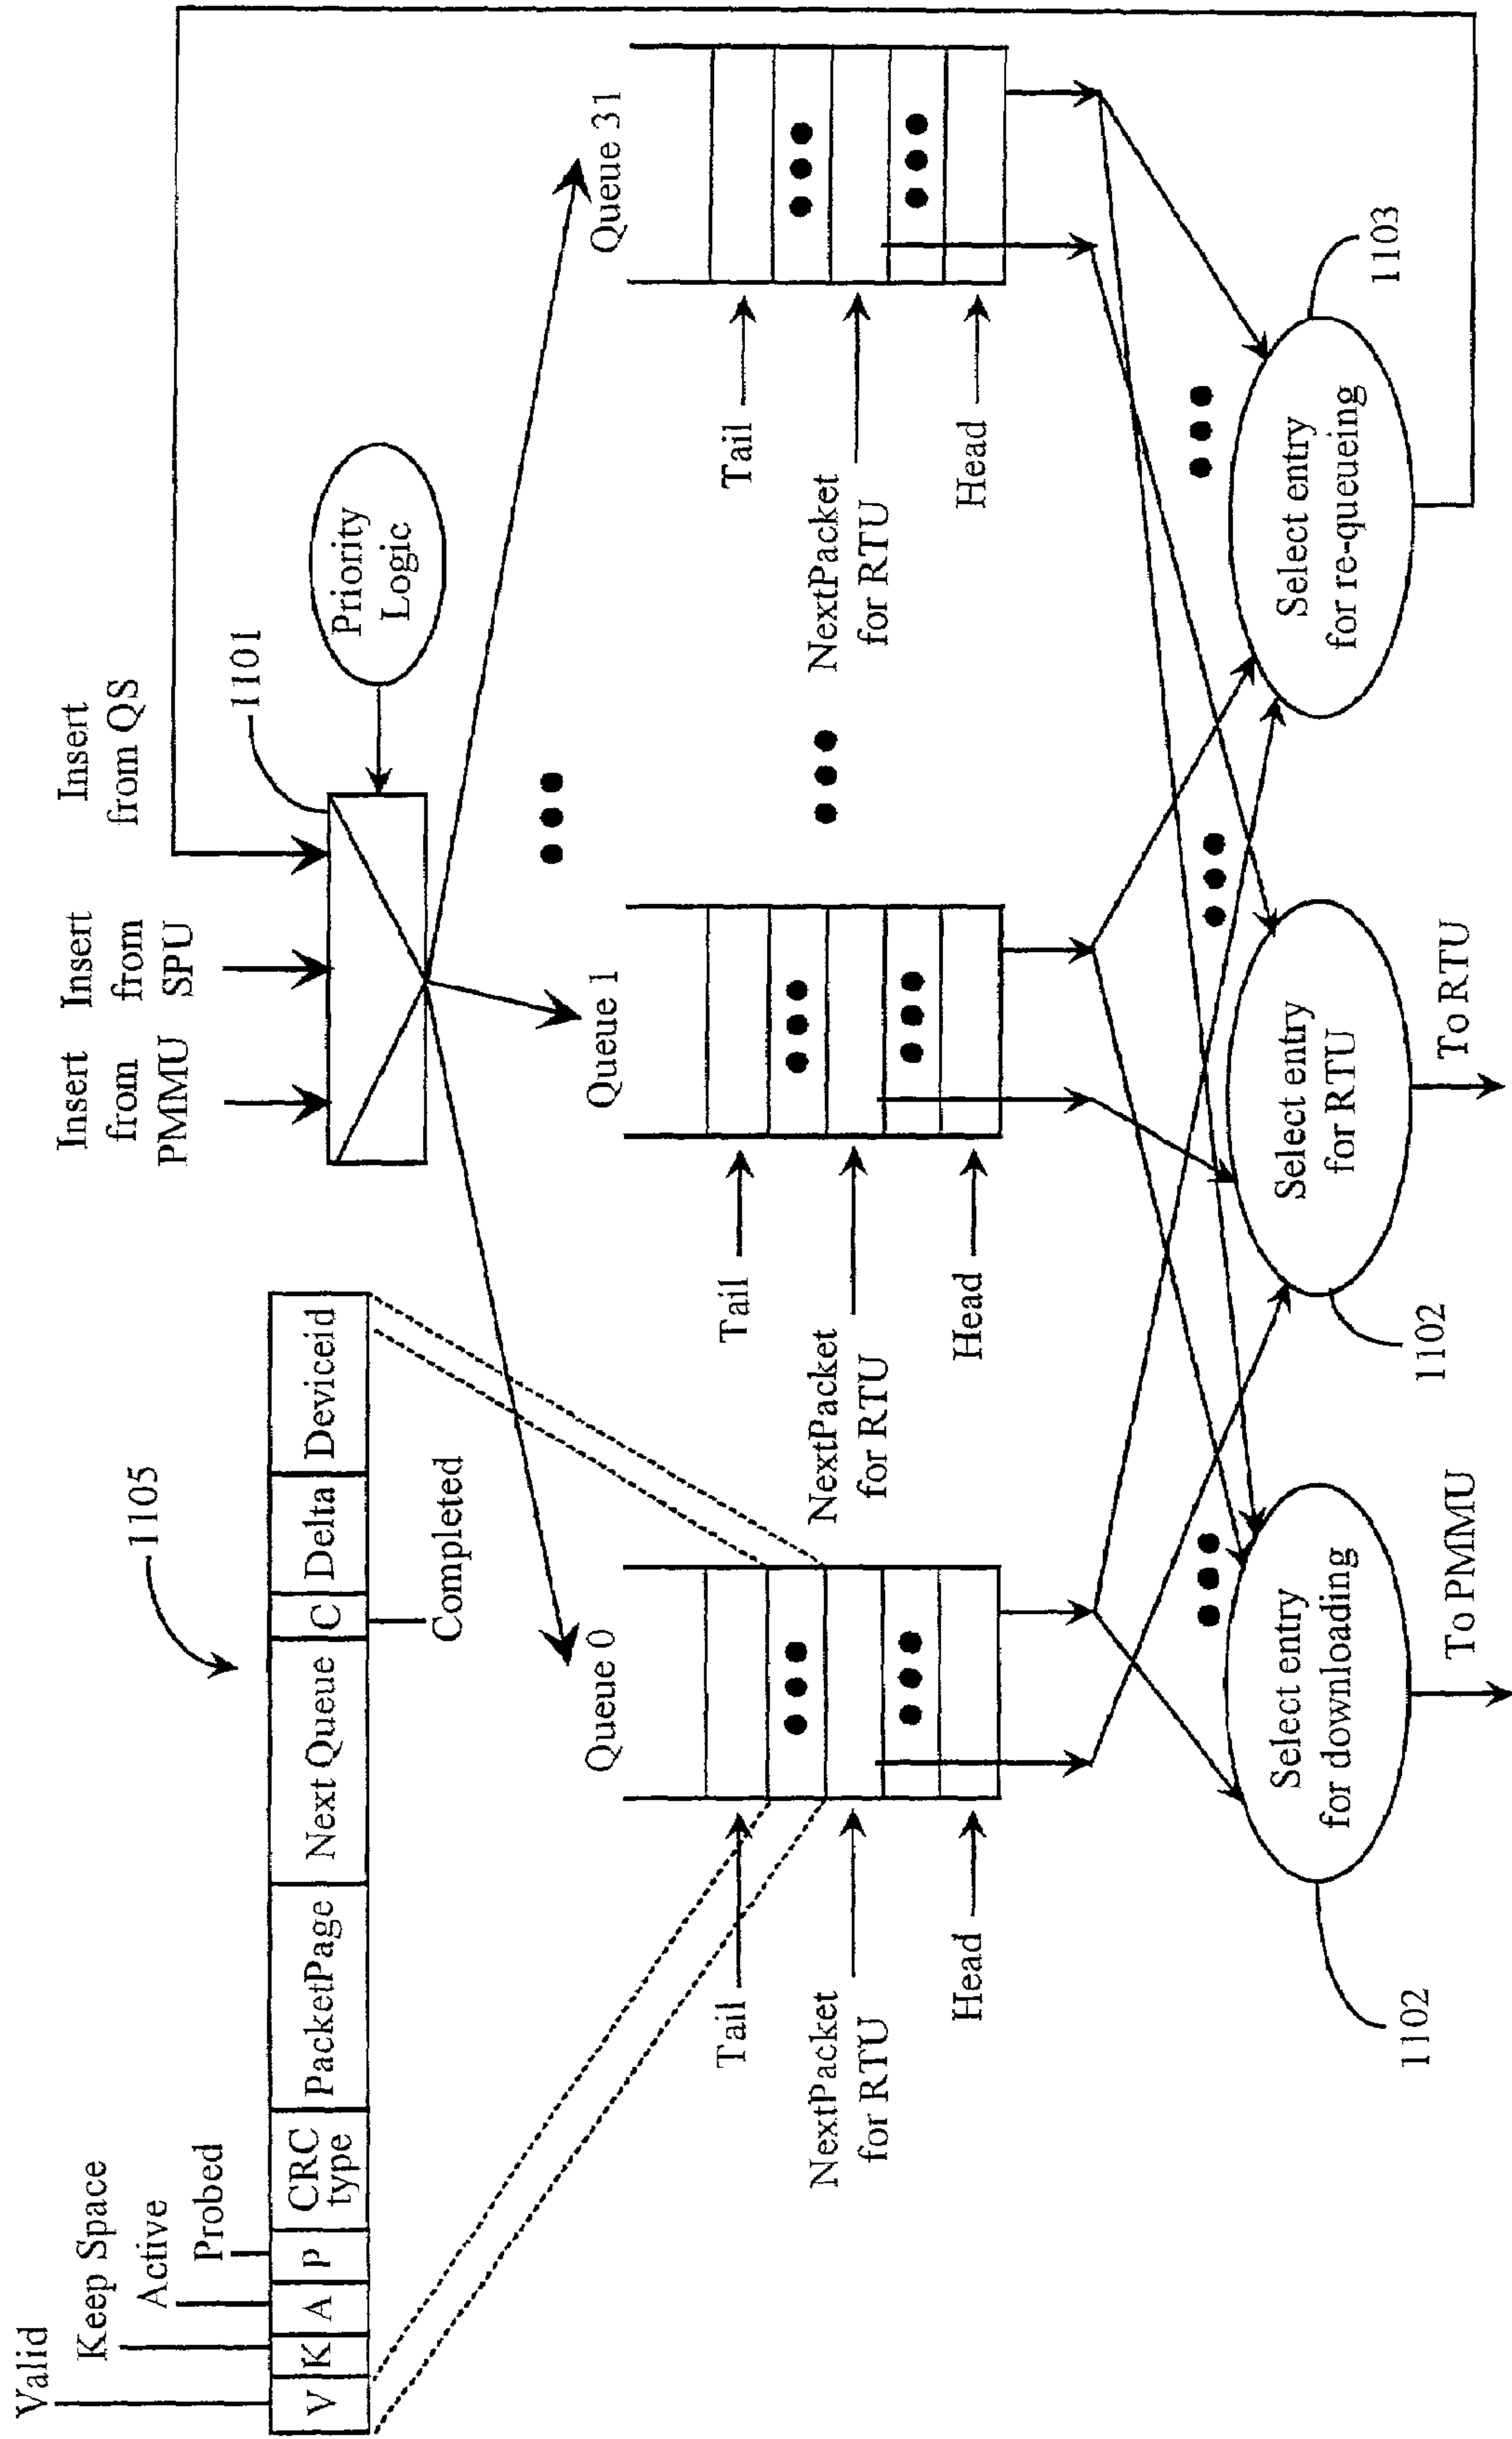 Valid
Keep Space
Active
Probed
V
K
A
P
CRC
type
PacketPage
Next Queue
C
Delta
Deviceid
Completed
1105
Insert
from
PMMU
Insert
from
SPU
Insert
from QS
1101
Priority
Logic
Queue 0
Queue 1
Queue 31
Tail
NextPacket
for RTU
Head
Tail
NextPacket
for RTU
Head
Tail
NextPacket
for RTU
Head
Select entry
for downloading
1102
To PMMU
Select entry
for RTU
1102
To RTU
Select entry
for re-queueing
1103